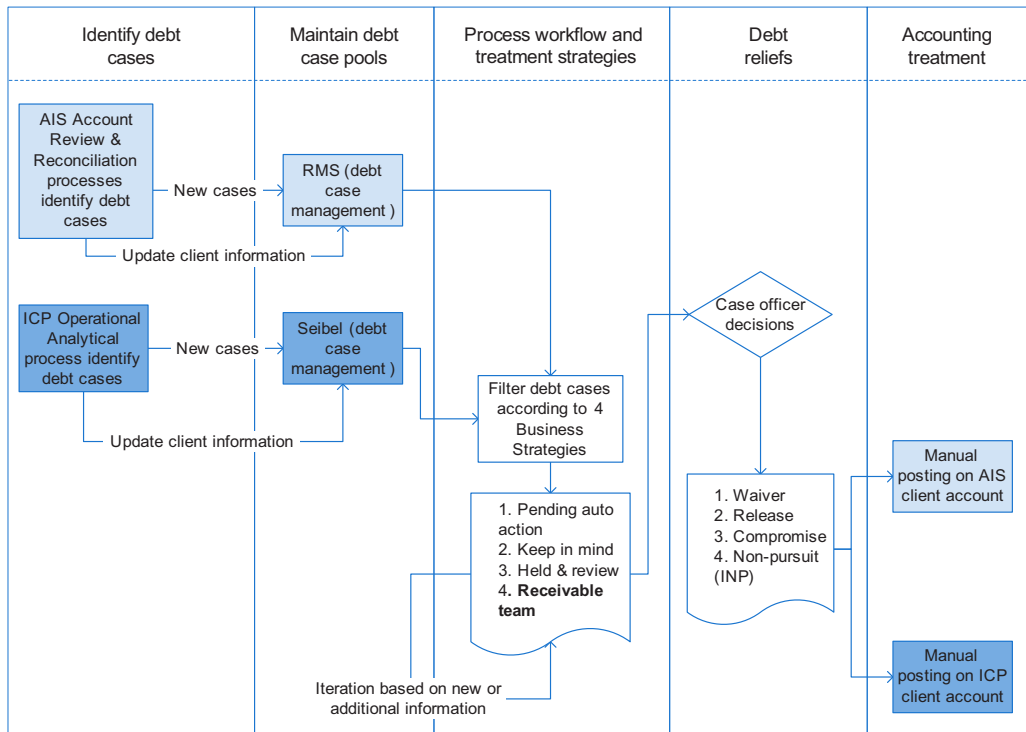 Identify debt
cases
Maintain debt
case pools
Process workflow and
treatment strategies
Debt
reliefs
Accounting
treatment
AIS Account
Review &
Reconciliation
processes
identify debt
cases
New cases
RMS (debt
case
management )
Update client information
ICP Operational
Analytical
process identify
debt cases
New cases
Seibel (debt
case
management )
Update client information
Filter debt cases
according to 4
Business
Strategies
1. Pending auto
action
2. Keep in mind
3. Held & review
4. Receivable
team
Iteration based on new or
additional information
Case officer
decisions
1. Waiver
2. Release
3. Compromise
4. Non-pursuit
(INP)
Manual
posting on AIS
client account
Manual
posting on ICP
client account